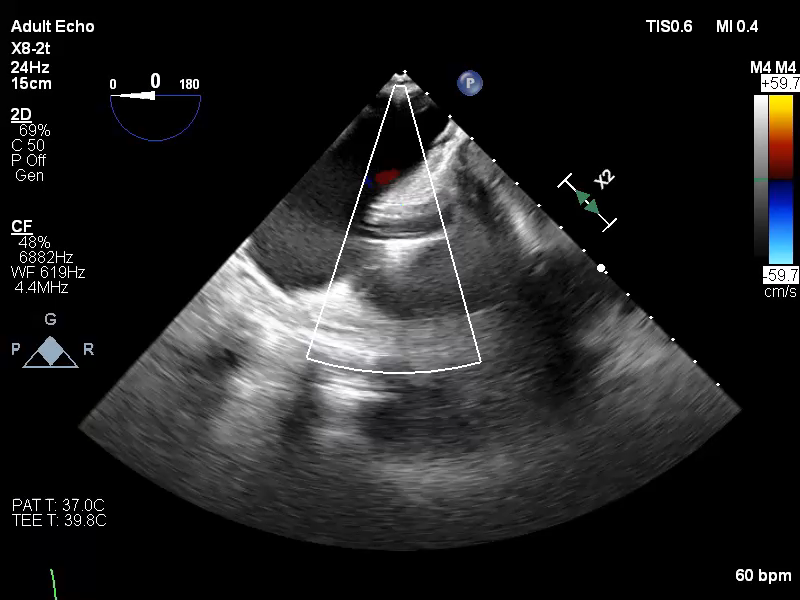 Adult Echo
X8-2t
24Hz
15cm
2D
69%
C 50
P Off
Gen
CF
48%
6882Hz
WF 619Hz
4.4MHz
G
P R
PAT T: 37.0C
TEE T: 39.8C
0 0 180
P
X2
TIS0.6 MI 0.4
M4 M4
+59.7
-59.7
cm/s
60 bpm